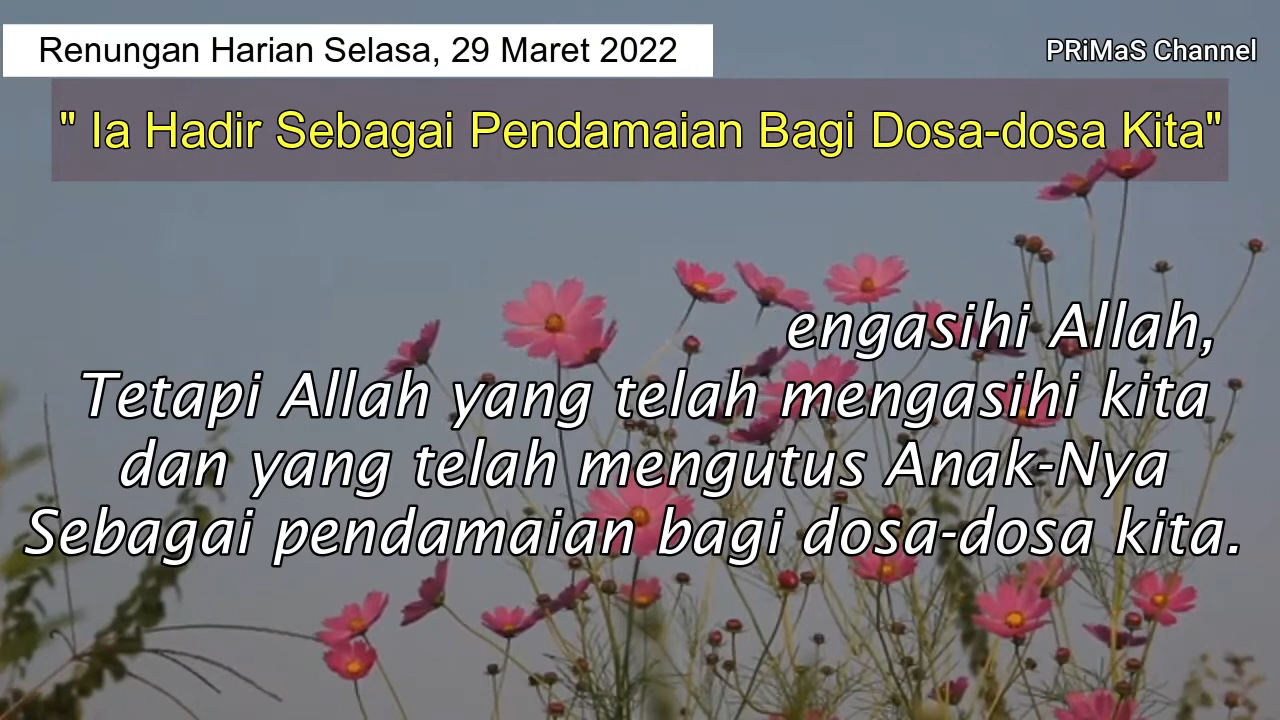 Renungan Harian Selasa, 29 Maret 2022
PRiMaS Channel
" Ia Hadir Sebagai Pendamaian Bagi Dosa-dosa Kita"
engasihi Allah,
Tetapi Allah yang telah mengasihi kita
dan yang telah mengutus Anak-Nya
Sebagai pendamaian bagi dosa-dosa kita.